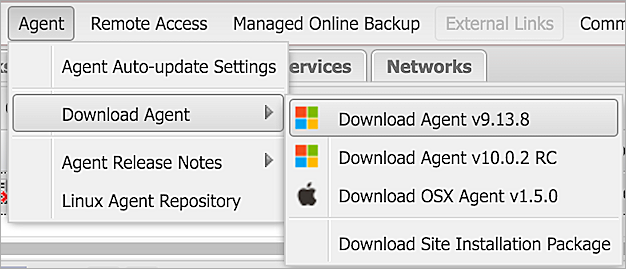 Agent Remote Access Managed Online Backup External Links Comm
Agent Auto-update Settings
ervices Networks
Download Agent
Download Agent v9.13.8
Download Agent v10.0.2 RC
Agent Release Notes
Download OSX Agent v1.5.0
Linux Agent Repository
Download Site Installation Package